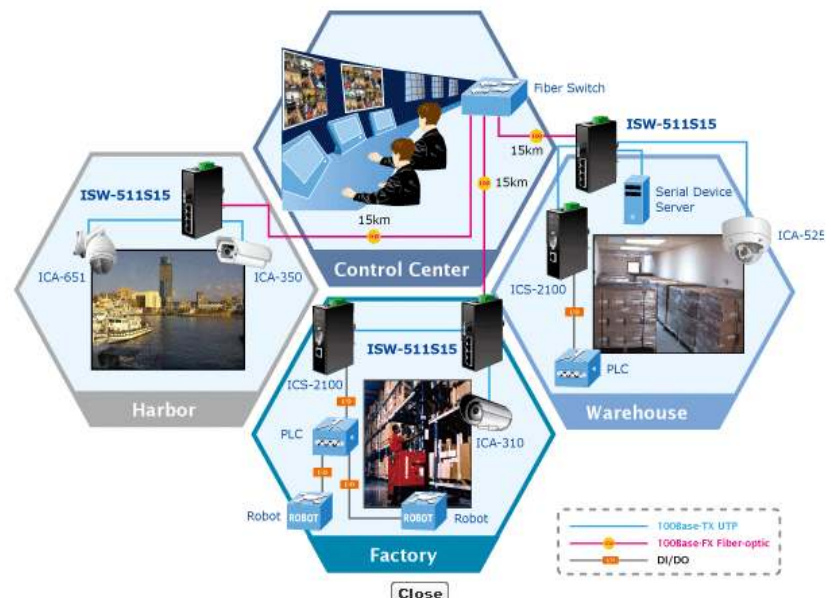 Fiber Switch
ISW-511S15
15km
15km
ISW-511S15
15km
Serial Device
Server
ICA-651
ICA-350
ICA-525
ICS-2100
Control Center
PLC
ISW-511S15
ICS-2100
Harbor
Warehouse
PLC
ICA-310
Robot
ROBOT
ROBOT
Robot
Factory
100Base-TX UTP
100Base-FX Fiber-optic
DI/DO
Close